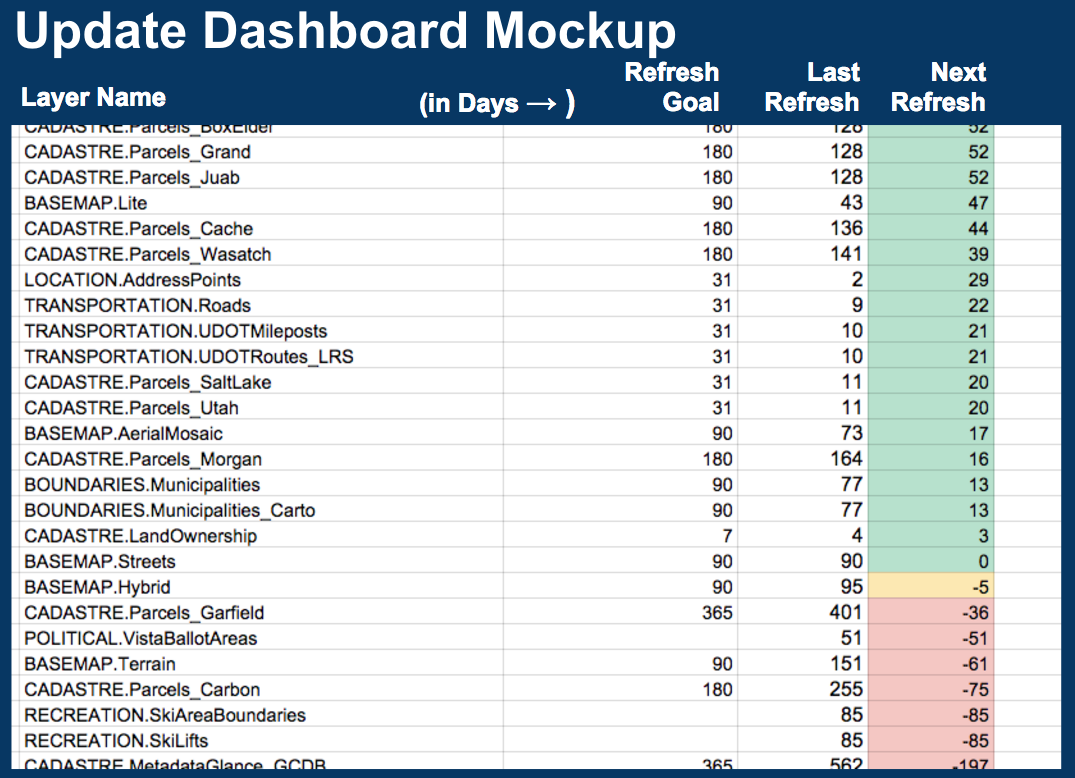 Update Dashboard Mockup
Layer Name (in Days → ) Refresh Goal Last Refresh Next Refresh
CADASTRE.Parcels_BoxElder 180 128 52
CADASTRE.Parcels_Grand 180 128 52
CADASTRE.Parcels_Juab 180 128 52
BASEMAP.Lite 90 43 47
CADASTRE.Parcels_Cache 180 136 44
CADASTRE.Parcels_Wasatch 180 141 39
LOCATION.AddressPoints 31 2 29
TRANSPORTATION.Roads 31 9 22
TRANSPORTATION.UDOTMileposts 31 10 21
TRANSPORTATION.UDOTRoutes_LRS 31 10 21
CADASTRE.Parcels_SaltLake 31 11 20
CADASTRE.Parcels_Utah 31 11 20
BASEMAP.AerialMosaic 90 73 17
CADASTRE.Parcels_Morgan 180 164 16
BOUNDARIES.Municipalities 90 77 13
BOUNDARIES.Municipalities_Carto 90 77 13
CADASTRE.LandOwnership 7 4 3
BASEMAP.Streets 90 90 0
BASEMAP.Hybrid 90 95 -5
CADASTRE.Parcels_Garfield 365 401 -36
POLITICAL.VistaBallotAreas 51 -51
BASEMAP.Terrain 90 151 -61
CADASTRE.Parcels_Carbon 180 255 -75
RECREATION.SkiAreaBoundaries 85 -85
RECREATION.SkiLifts 85 -85
CADASTRE.MetadataGlance_GCDB 365 562 -197